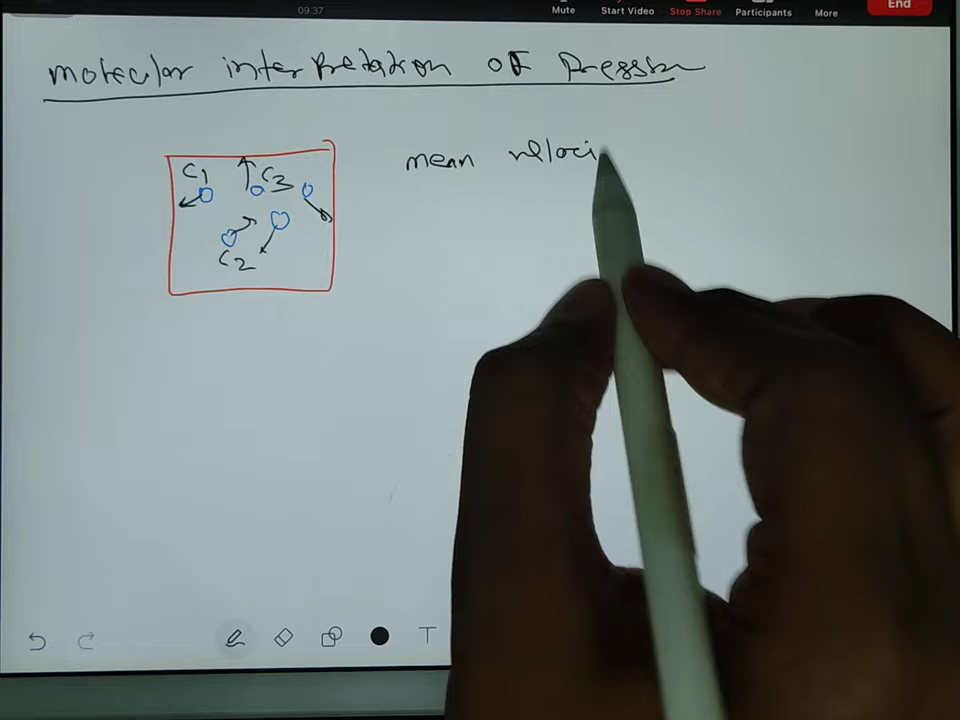 09.37
Mute Start Video Stop Share Participants More End
molecular interpretation of Pressure
C1 C3
C2
mean veloci
T